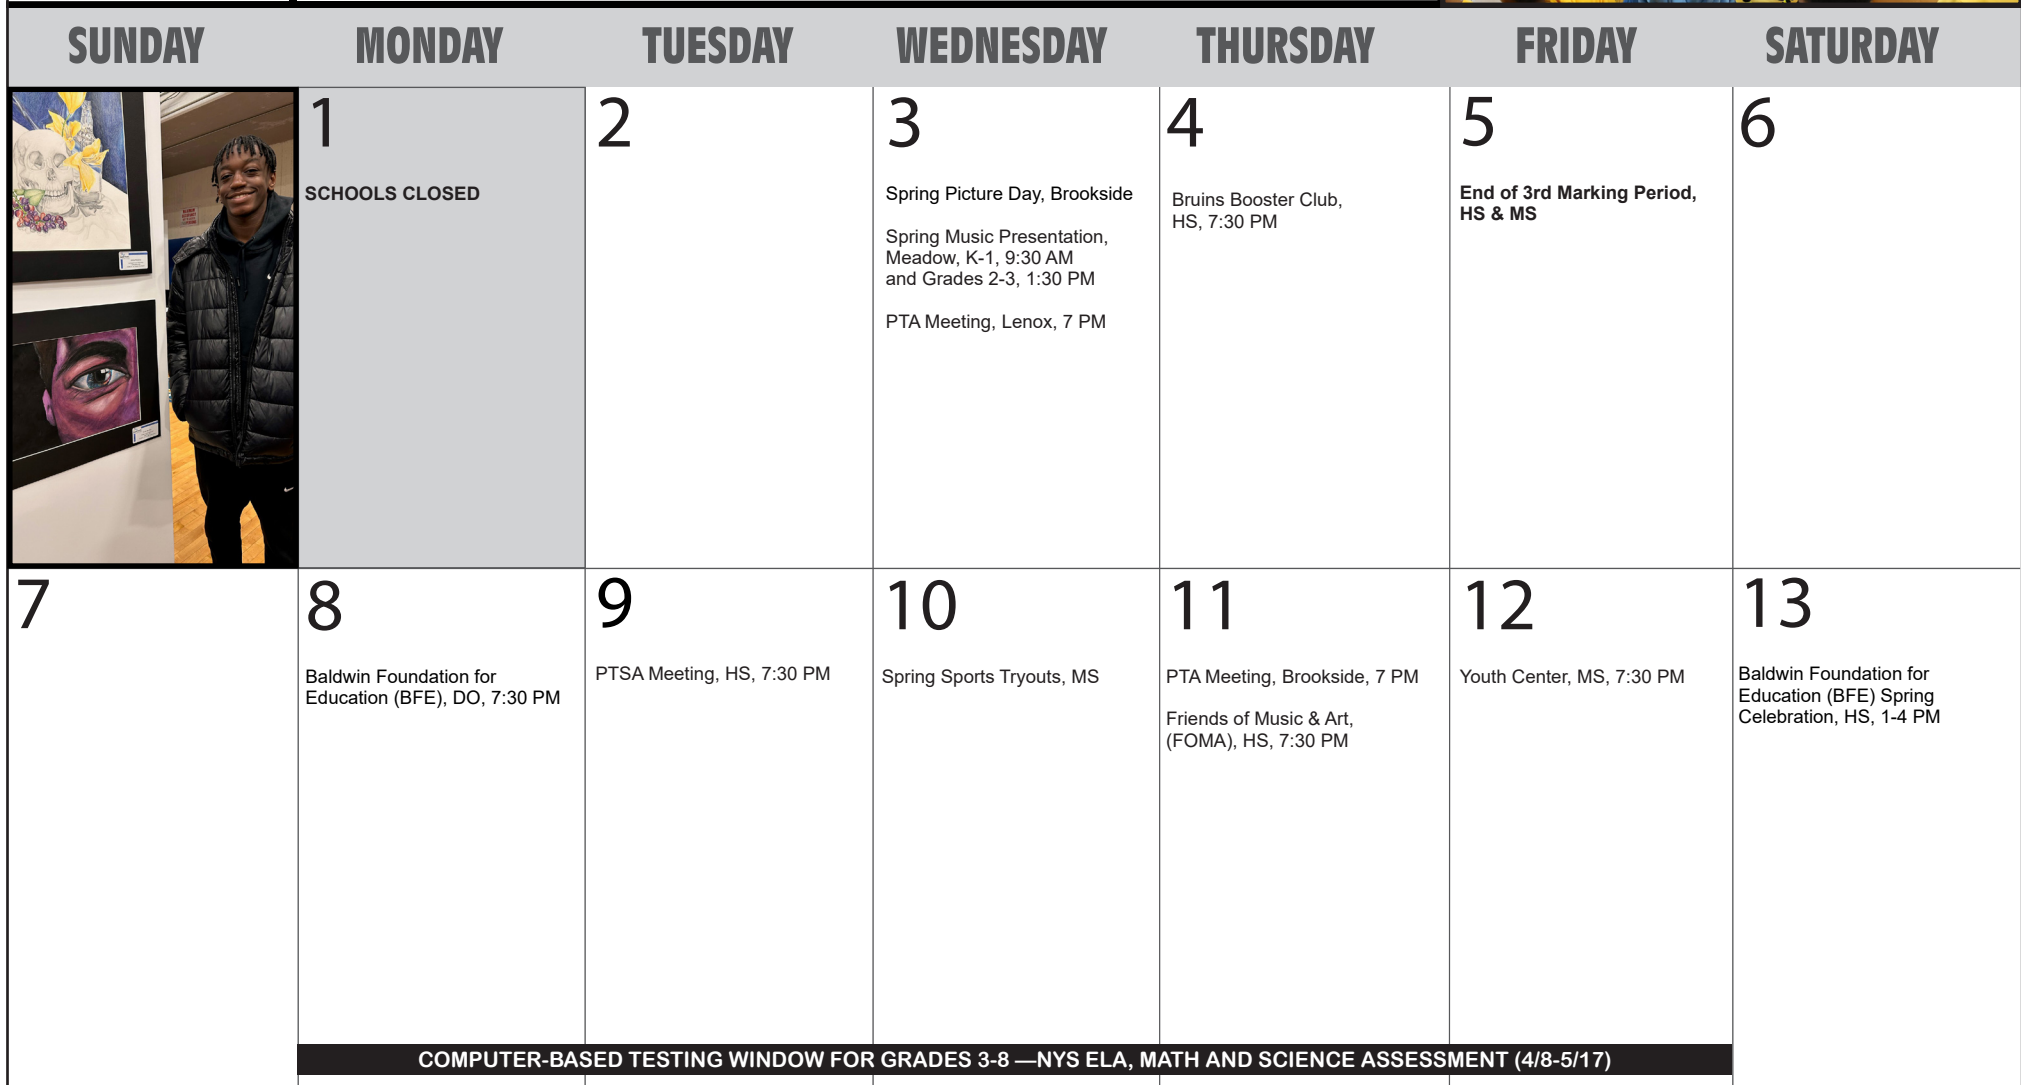 SUNDAY MONDAY TUESDAY WEDNESDAY THURSDAY FRIDAY SATURDAY
1
SCHOOLS CLOSED
2
3
Spring Picture Day, Brookside
Spring Music Presentation,
Meadow, K-1, 9:30 AM
and Grades 2-3, 1:30 PM
PTA Meeting, Lenox, 7 PM
4
Bruins Booster Club,
HS, 7:30 PM
5
End of 3rd Marking Period,
HS & MS
6
7
8
Baldwin Foundation for
Education (BFE), DO, 7:30 PM
9
PTSA Meeting, HS, 7:30 PM
10
Spring Sports Tryouts, MS
11
PTA Meeting, Brookside, 7 PM
Friends of Music & Art,
(FOMA), HS, 7:30 PM
12
Youth Center, MS, 7:30 PM
13
Baldwin Foundation for
Education (BFE) Spring
Celebration, HS, 1-4 PM
COMPUTER-BASED TESTING WINDOW FOR GRADES 3-8 —NYS ELA, MATH AND SCIENCE ASSESSMENT (4/8-5/17)